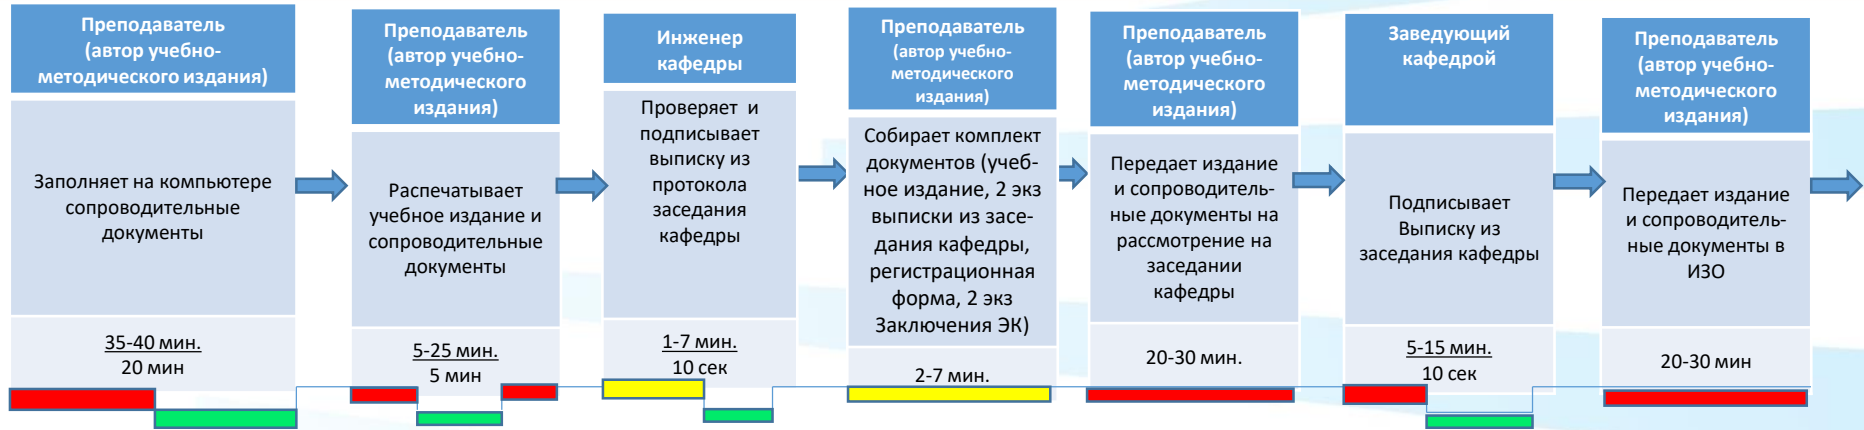 Преподаватель
(автор учебно-
методического издания)
Заполняет на компьютере
сопроводительные
документы
35-40 мин.
20 мин
Преподаватель
(автор учебно-
методического
издания)
Распечатывает
учебное издание и
сопроводительные
документы
5-25 мин.
5 мин
Инженер
кафедры
Проверяет и
подписывает
выписку из
протокола
заседания
кафедры
1-7 мин.
10 сек
Преподаватель
(автор учебно-
методического
издания)
Собирает комплект
документов (учеб-
ное издание, 2 экз
выписки из засе-
дания кафедры,
регистрационная
форма, 2 экз
Заключения ЭК)
2-7 мин.
Преподаватель
(автор учебно-
методического
издания)
Передает издание
и сопроводитель-
ные документы на
рассмотрение на
заседании
кафедры
20-30 мин.
Заведующий
кафедрой
Подписывает
Выписку из
заседания кафедры
5-15 мин.
10 сек
Преподаватель
(автор учебно-
методического
издания)
Передает издание
и сопроводитель-
ные документы в
ИЗО
20-30 мин